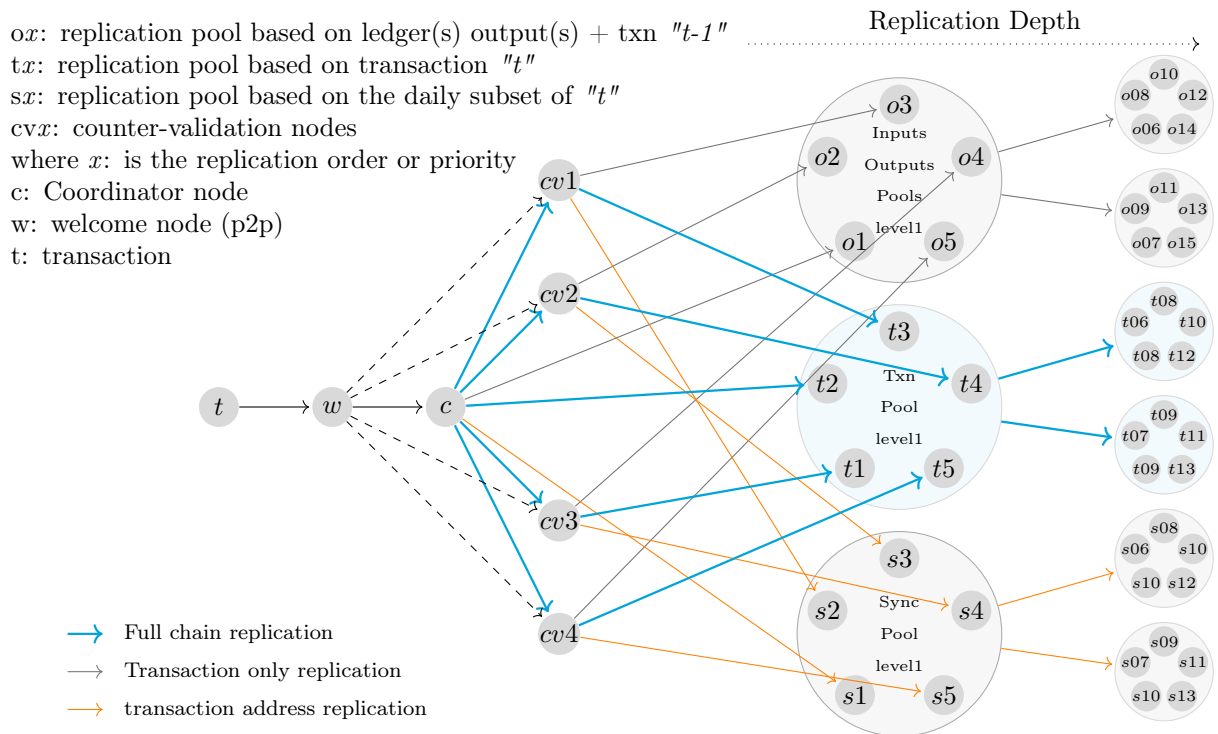 ox: replication pool based on ledger(s) output(s) + txn "t-1"
tx: replication pool based on transaction "t"
sx: replication pool based on the daily subset of "t"
cvx: counter-validation nodes
where x: is the replication order or priority
c: Coordinator node
w: welcome node (p2p)
t: transaction
Replication Depth
t
w
c
cv1
cv2
cv3
cv4
o3
Inputs
o2
Outputs
o4
Pools
level1
o1
o5
t3
Txn
t2
t4
Pool
level1
t1
t5
s3
Sync
s2
s4
Pool
level1
s1
s5
o10
o08
o12
o06
o14
o11
o09
o13
o07
o15
t08
t06
t10
t08
t12
t09
t07
t11
t09
t13
s08
s06
s10
s10
s12
s09
s07
s11
s10
s13
Full chain replication
Transaction only replication
transaction address replication